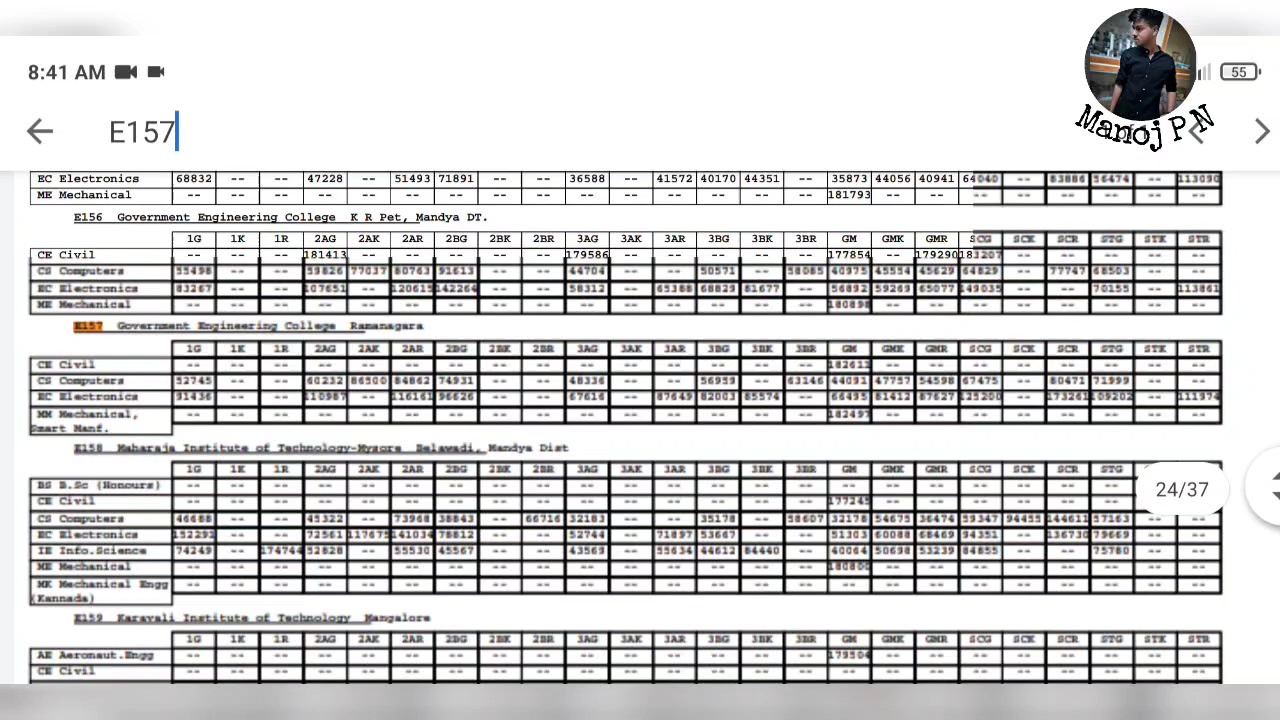 8:41 AM 55
E157
Manoj P N
EC Electronics 68832 -- -- 47228 -- 51493 71891 -- -- 36588 -- 41572 40170 44351 -- 35873 44056 40941 64040 -- 83886 56474 -- 113090
ME Mechanical -- -- -- -- -- -- -- -- -- -- -- -- -- -- -- 181793 -- -- -- -- -- -- -- --
E156 Government Engineering College K R Pet, Mandya DT.
1G 1K 1R 2AG 2AK 2AR 2BG 2BK 2BR 3AG 3AK 3AR 3BG 3BK 3BR GM GMK GMR SCG SCK SCR STG STK STR
CE Civil -- -- -- 181413 -- -- -- -- -- 179586 -- -- -- -- -- 177854 -- 179290 183207 -- -- -- -- --
CS Computers 55498 -- -- 59826 77037 80763 91613 -- -- 44704 -- -- 50571 -- 58085 40975 45554 45629 64829 -- 77747 68503 -- --
EC Electronics 83267 -- -- 107651 -- 120615 142264 -- -- 58312 -- 65388 68829 81677 -- 56892 59269 65077 149035 -- -- 70155 -- 113861
ME Mechanical -- -- -- -- -- -- -- -- -- -- -- -- -- -- -- 180898 -- -- -- -- -- -- -- --
E157 Government Engineering College Ramanagara
1G 1K 1R 2AG 2AK 2AR 2BG 2BK 2BR 3AG 3AK 3AR 3BG 3BK 3BR GM GMK GMR SCG SCK SCR STG STK STR
CE Civil -- -- -- -- -- -- -- -- -- -- -- -- -- -- -- 182611 -- -- -- -- -- -- -- --
CS Computers 52745 -- -- 60232 86500 84862 74931 -- -- 48336 -- -- 56959 -- 63146 44091 47757 54598 67475 -- 80471 71999 -- --
EC Electronics 91436 -- -- 110987 -- 116161 96626 -- -- 67616 -- 87649 82003 85574 -- 66495 81412 87627 125200 -- 173261 109202 -- 111974
MM Mechanical, -- -- -- -- -- -- -- -- -- -- -- -- -- -- -- 182497 -- -- -- -- -- -- -- --
Smart Manf.
E158 Maharaja Institute of Technology-Mysore Belawadi, Mandya Dist
1G 1K 1R 2AG 2AK 2AR 2BG 2BK 2BR 3AG 3AK 3AR 3BG 3BK 3BR GM GMK GMR SCG SCK SCR STG STR
BS B.Sc (Honours) -- -- -- -- -- -- -- -- -- -- -- -- -- -- -- -- -- -- -- -- -- --
CE Civil -- -- -- -- -- -- -- -- -- -- -- -- -- -- -- 177245 -- -- -- -- -- --
24/37
CS Computers 46688 -- -- 45322 -- 73968 38843 -- 66716 32183 -- -- 35178 -- 58607 32178 54675 36474 59347 94455 144611 57163 -- --
EC Electronics 152291 -- -- 72561 117675 141034 78812 -- -- 52744 -- 71897 53667 -- -- 51303 60088 68469 94351 -- 136730 79669 -- --
IE Info.Science 74249 -- 174744 52828 -- 55530 45567 -- -- 43569 -- 55634 44612 84440 -- 40064 50698 53239 84855 -- -- 75780 -- --
ME Mechanical -- -- -- -- -- -- -- -- -- -- -- -- -- -- -- 180800 -- -- -- -- -- -- -- --
MK Mechanical Engg -- -- -- -- -- -- -- -- -- -- -- -- -- -- -- -- -- -- -- -- -- -- -- --
(Kannada)
E159 Karavali Institute of Technology Mangalore
1G 1K 1R 2AG 2AK 2AR 2BG 2BK 2BR 3AG 3AK 3AR 3BG 3BK 3BR GM GMK GMR SCG SCK SCR STG STK STR
AE Aeronaut.Engg -- -- -- -- -- -- -- -- -- -- -- -- -- -- -- 179504 -- -- -- -- -- -- -- --
CE Civil -- -- -- -- -- -- -- -- -- -- -- -- -- -- -- -- -- -- -- -- -- -- -- --